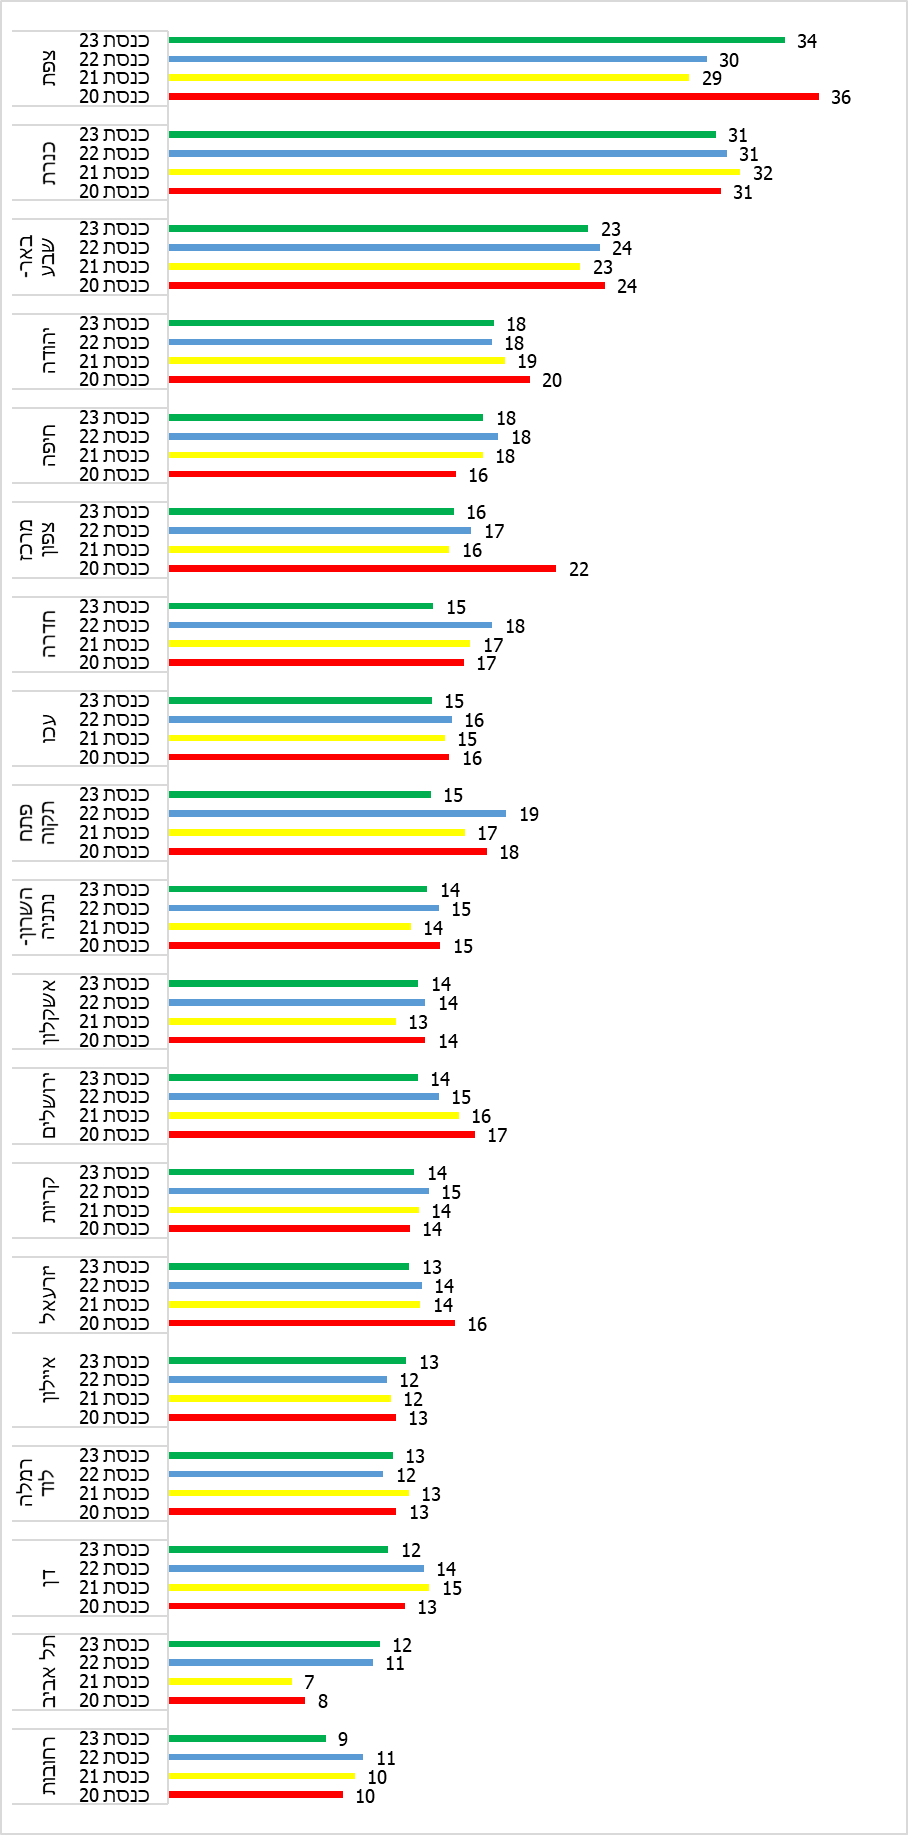 צפת
כנסת 23 34
כנסת 22 30
כנסת 21 29
כנסת 20 36
כנרת
כנסת 23 31
כנסת 22 31
כנסת 21 32
כנסת 20 31
באר-
שבע
כנסת 23 23
כנסת 22 24
כנסת 21 23
כנסת 20 24
יהודה
כנסת 23 18
כנסת 22 18
כנסת 21 19
כנסת 20 20
חיפה
כנסת 23 18
כנסת 22 18
כנסת 21 18
כנסת 20 16
מרכז
צפון
כנסת 23 16
כנסת 22 17
כנסת 21 16
כנסת 20 22
חדרה
כנסת 23 15
כנסת 22 18
כנסת 21 17
כנסת 20 17
עכו
כנסת 23 15
כנסת 22 16
כנסת 21 15
כנסת 20 16
פתח
תקוה
כנסת 23 15
כנסת 22 19
כנסת 21 17
כנסת 20 18
השרון-
נתניה
כנסת 23 14
כנסת 22 15
כנסת 21 14
כנסת 20 15
אשקלון
כנסת 23 14
כנסת 22 14
כנסת 21 13
כנסת 20 14
ירושלים
כנסת 23 14
כנסת 22 15
כנסת 21 16
כנסת 20 17
קריות
כנסת 23 14
כנסת 22 15
כנסת 21 14
כנסת 20 14
יזרעאל
כנסת 23 13
כנסת 22 14
כנסת 21 14
כנסת 20 16
איילון
כנסת 23 13
כנסת 22 12
כנסת 21 12
כנסת 20 13
רמלה
לוד
כנסת 23 13
כנסת 22 12
כנסת 21 13
כנסת 20 13
דן
כנסת 23 12
כנסת 22 14
כנסת 21 15
כנסת 20 13
תל אביב
כנסת 23 12
כנסת 22 11
כנסת 21 7
כנסת 20 8
רחובות
כנסת 23 9
כנסת 22 11
כנסת 21 10
כנסת 20 10